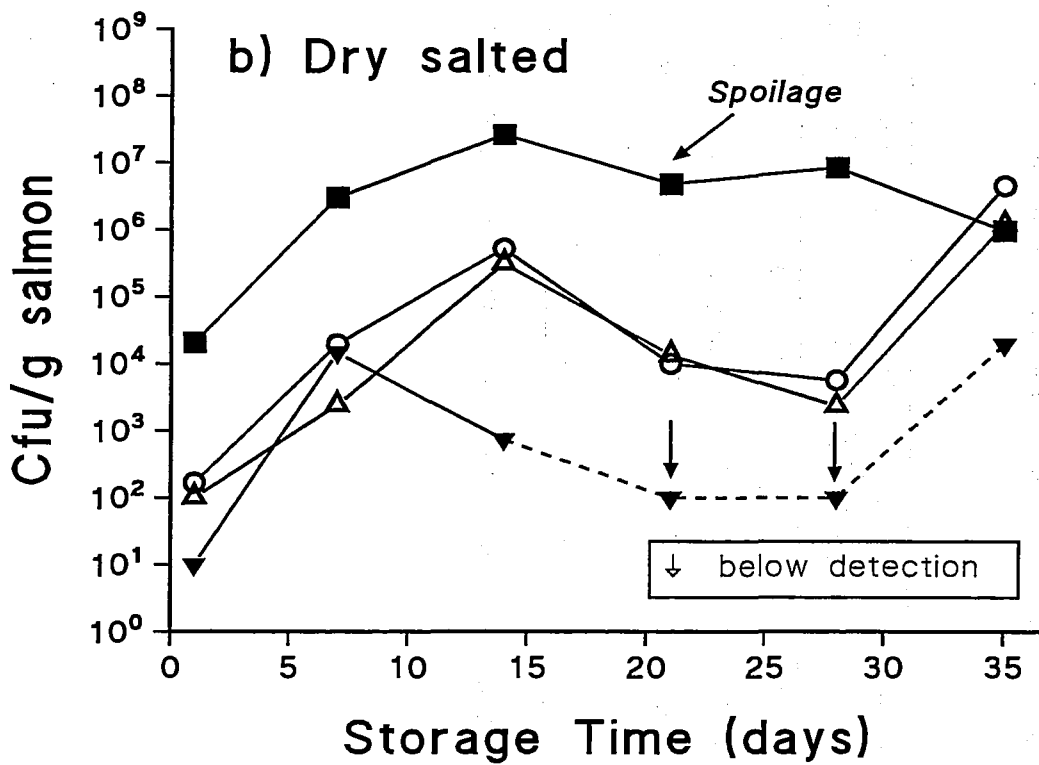 b) Dry salted
Spoilage
Cfu/g salmon
10⁹
10⁸
10⁷
10⁶
10⁵
10⁴
10³
10²
10¹
10⁰
↓ below detection
0 5 10 15 20 25 30 35
Storage Time (days)